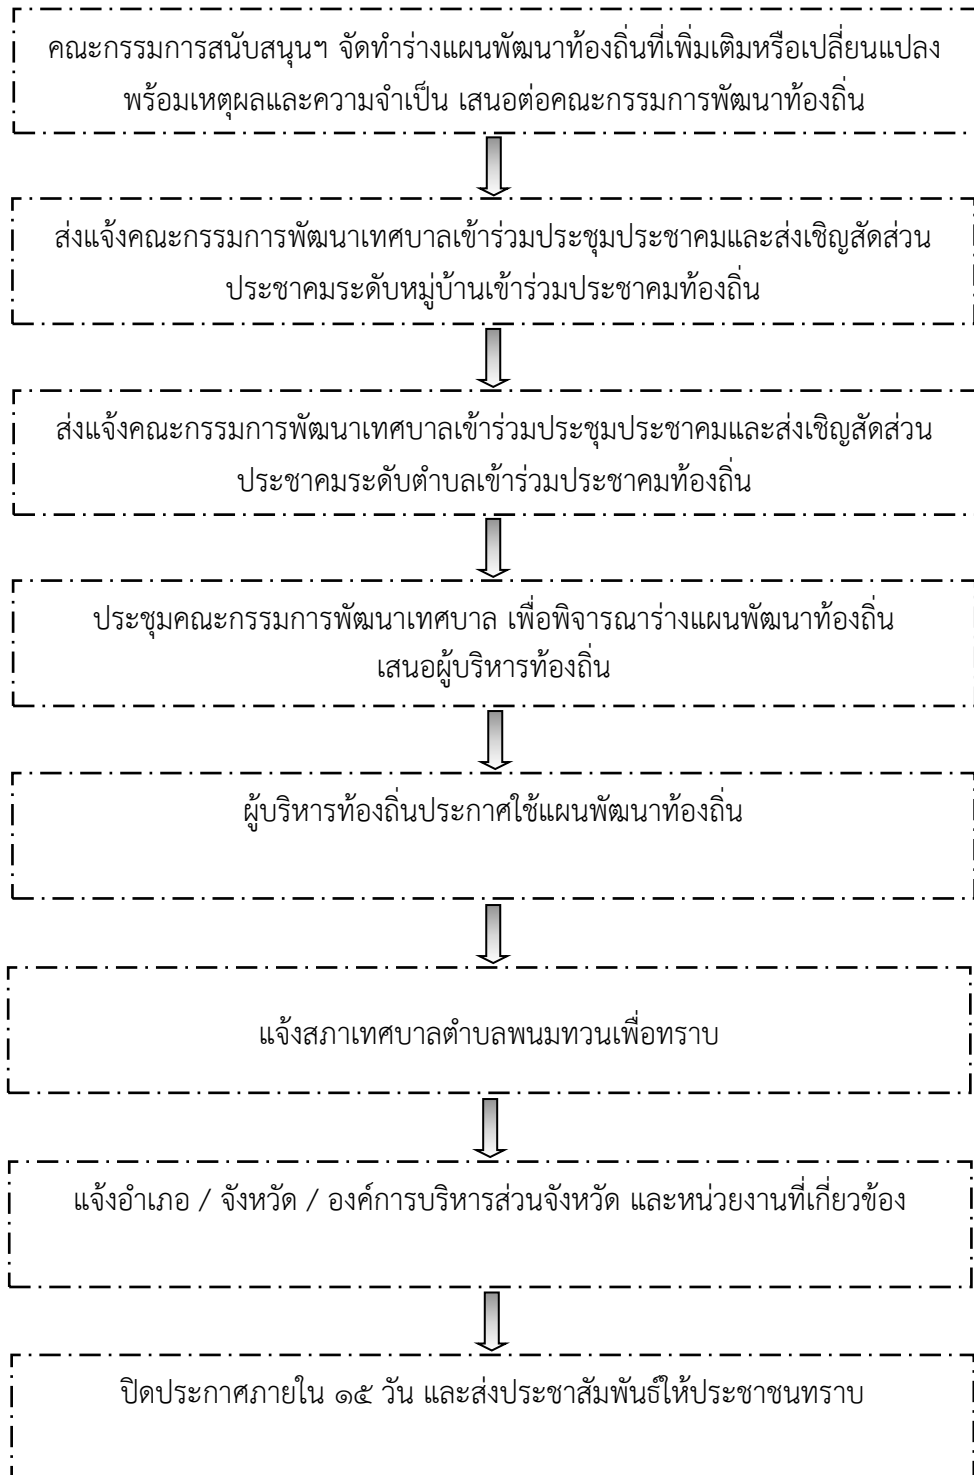 คณะกรรมการสนับสนุนฯ จัดทำร่างแผนพัฒนาท้องถิ่นที่เพิ่มเติมหรือเปลี่ยนแปลง
พร้อมเหตุผลและความจำเป็น เสนอต่อคณะกรรมการพัฒนาท้องถิ่น
ส่งแจ้งคณะกรรมการพัฒนาเทศบาลเข้าร่วมประชุมประชาคมและส่งเชิญสัดส่วน
ประชาคมระดับหมู่บ้านเข้าร่วมประชาคมท้องถิ่น
ส่งแจ้งคณะกรรมการพัฒนาเทศบาลเข้าร่วมประชุมประชาคมและส่งเชิญสัดส่วน
ประชาคมระดับตำบลเข้าร่วมประชาคมท้องถิ่น
ประชุมคณะกรรมการพัฒนาเทศบาล เพื่อพิจารณาร่างแผนพัฒนาท้องถิ่น
เสนอผู้บริหารท้องถิ่น
ผู้บริหารท้องถิ่นประกาศใช้แผนพัฒนาท้องถิ่น
แจ้งสภาเทศบาลตำบลพนมทวนเพื่อทราบ
แจ้งอำเภอ / จังหวัด / องค์การบริหารส่วนจังหวัด และหน่วยงานที่เกี่ยวข้อง
ปิดประกาศภายใน ๑๕ วัน และส่งประชาสัมพันธ์ให้ประชาชนทราบ